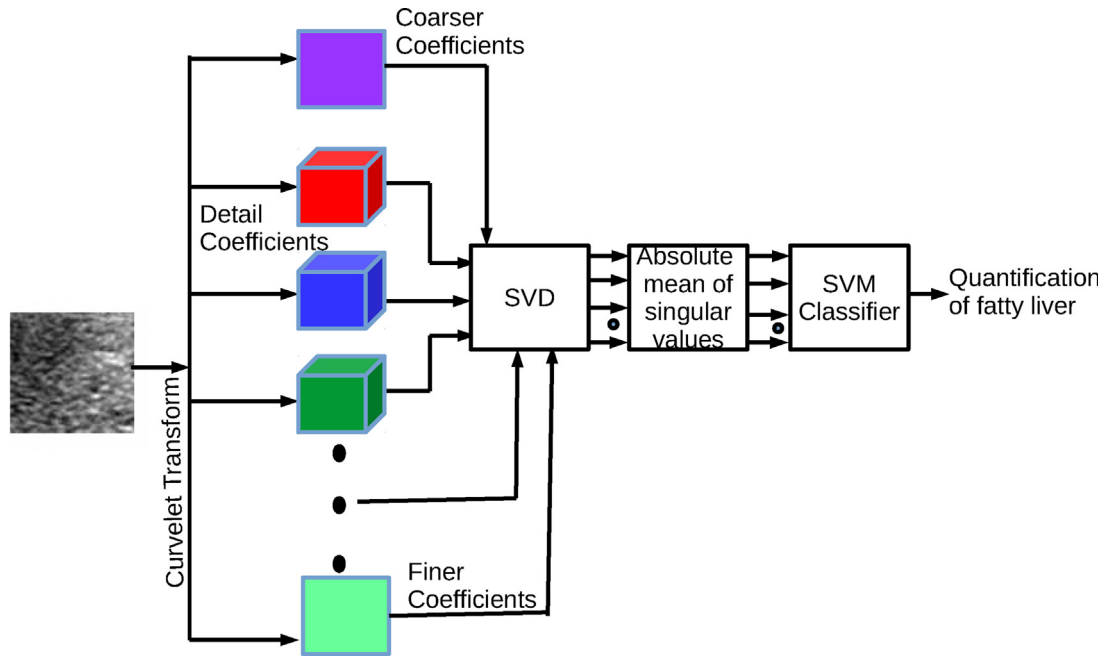 Coarser
Coefficients
Detail
Coefficients
Curvelet Transform
SVD
Absolute
mean of
singular
values
SVM
Classifier
Quantification
of fatty liver
Finer
Coefficients